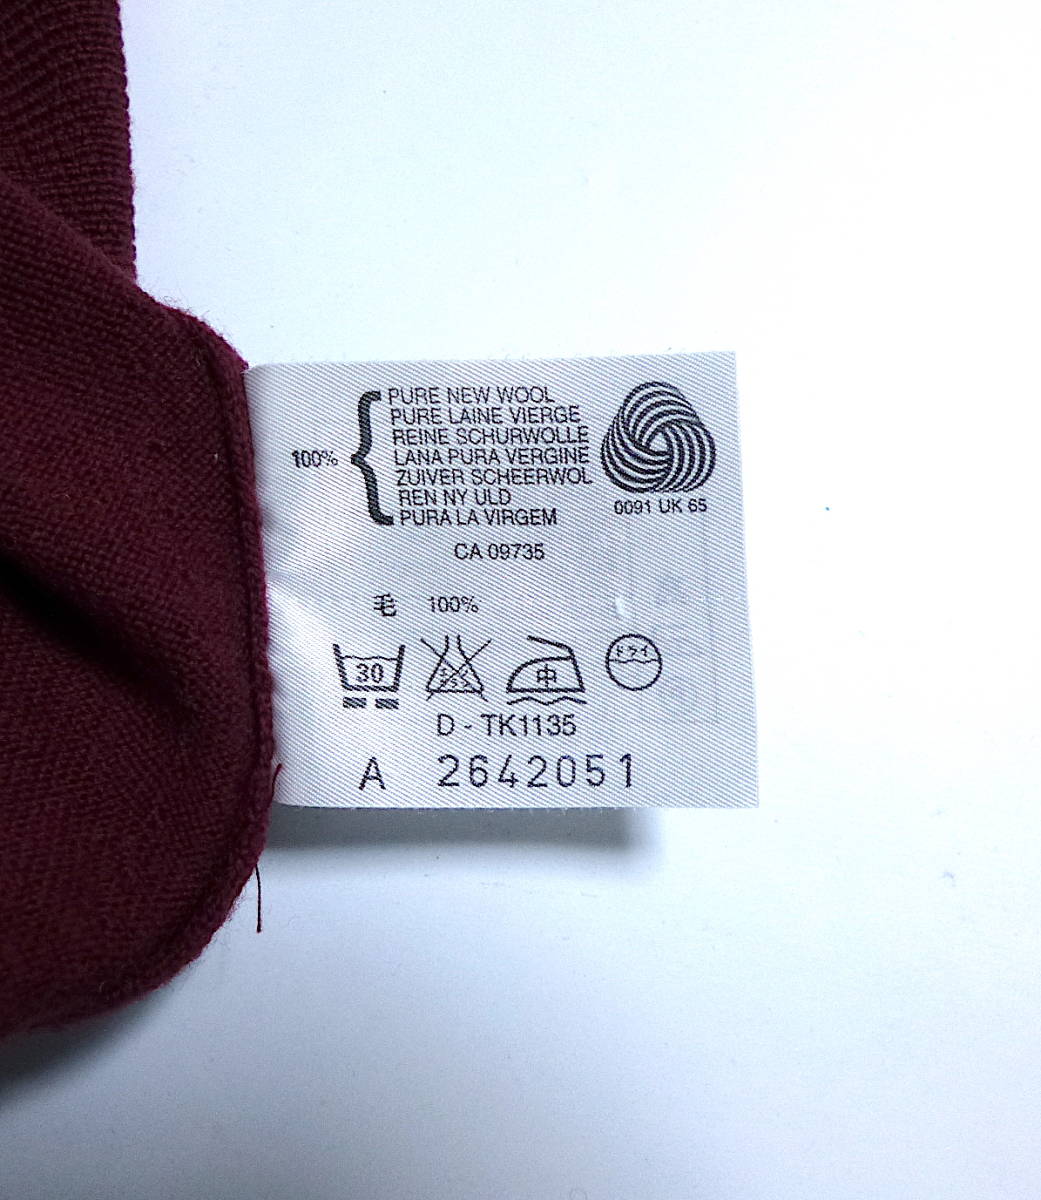 100%
PURE NEW WOOL
PURE LAINE VIERGE
REINE SCHURWOLLE
LANA PURA VERGINE
ZUIVER SCHEERWOL
REN NY ULD
PURA LA VIRGEM
0091 UK 65
CA 09735
毛 100%
30 中 ドライ
D - TK1135
A 2642051